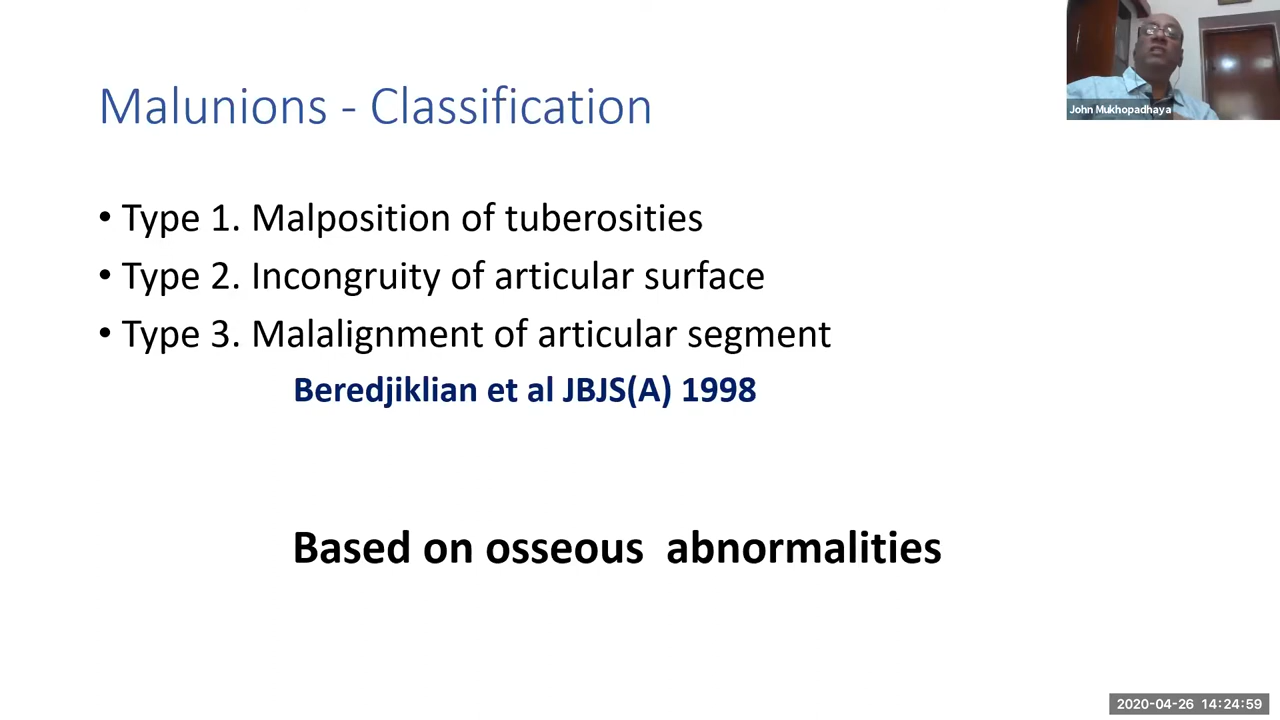 John Mukhopadhaya
Malunions - Classification
• Type 1. Malposition of tuberosities
• Type 2. Incongruity of articular surface
• Type 3. Malalignment of articular segment
Beredjiklian et al JBJS(A) 1998
Based on osseous abnormalities
2020-04-26 14:24:59